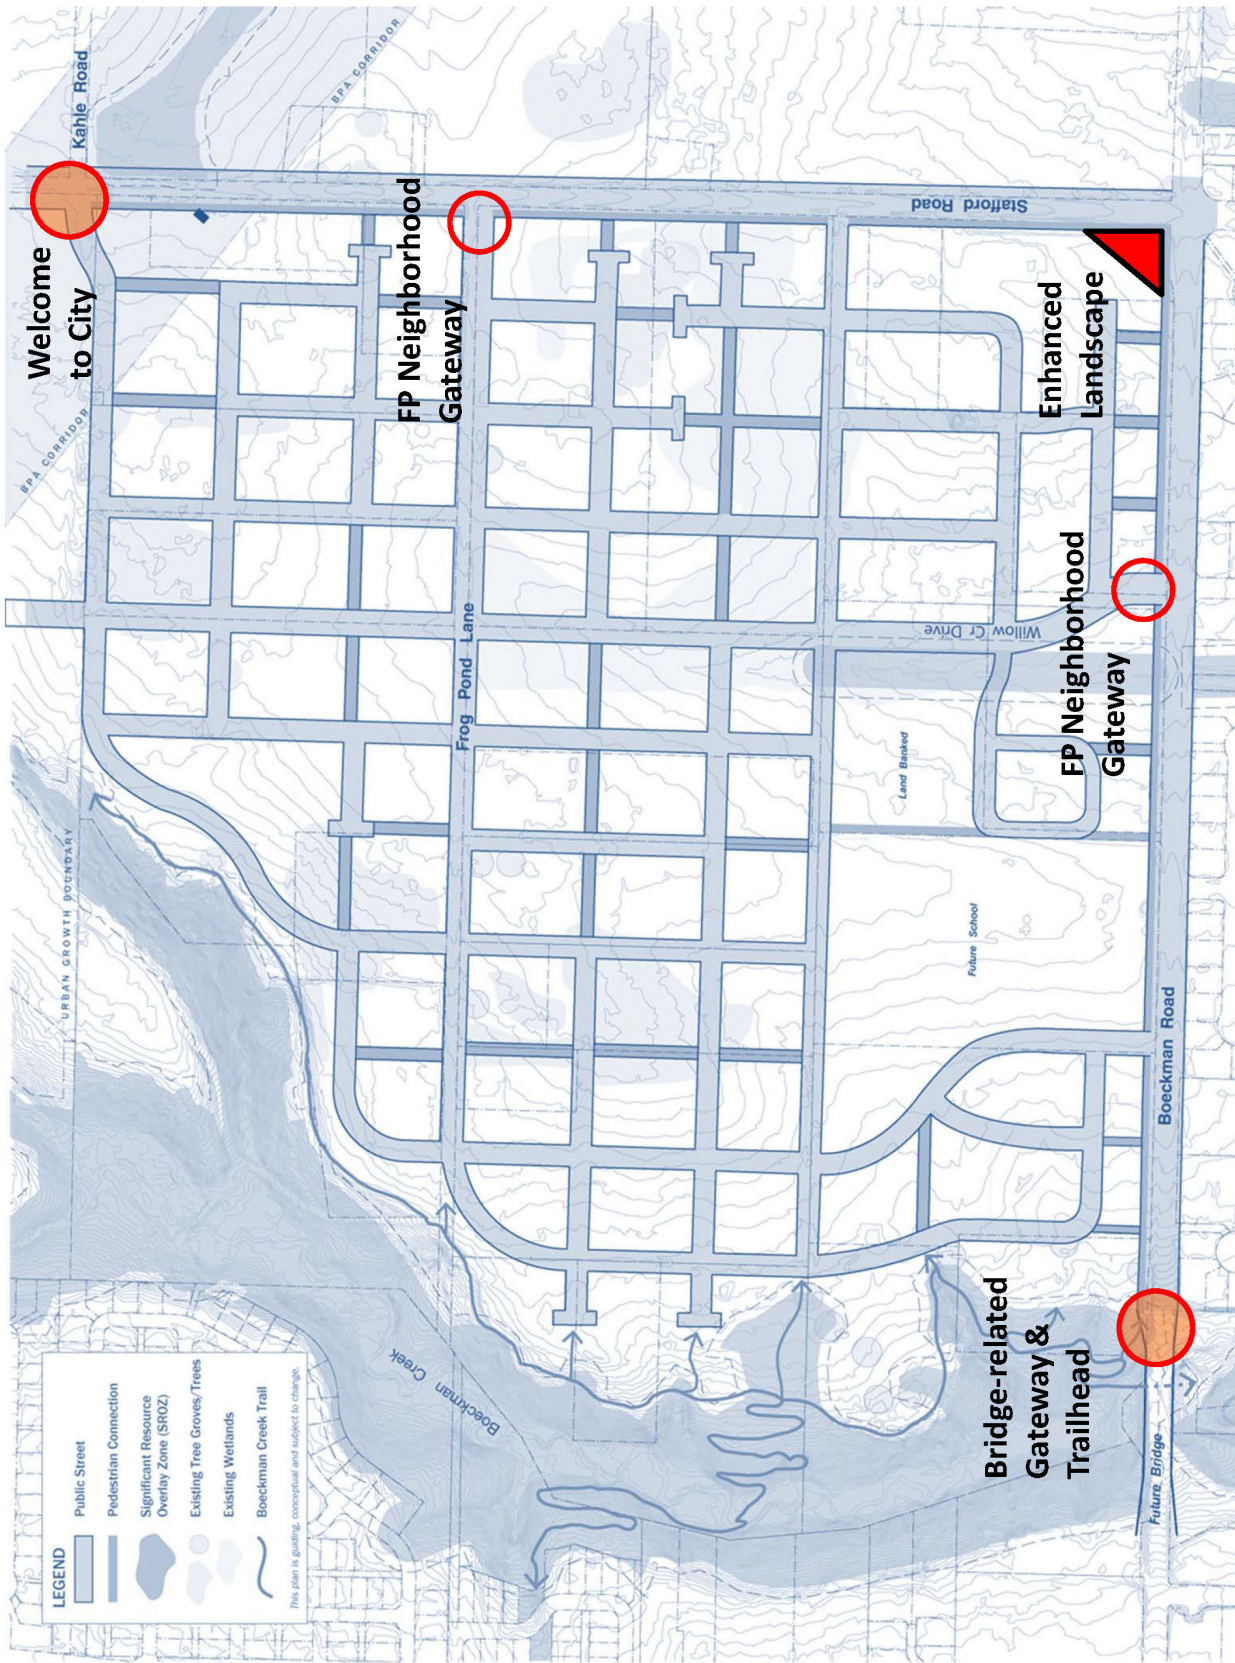 Welcome
to City
Kahle Road
BPA CORRIDOR
BPA CORRIDOR
FP Neighborhood
Gateway
Stafford Road
Enhanced
Landscape
Frog Pond Lane
Willow Cr Drive
FP Neighborhood
Gateway
Land Banked
Future School
URBAN GROWTH BOUNDARY
Boeckman Road
Boeckman Creek
Bridge-related
Gateway &
Trailhead
Future Bridge
LEGEND
Public Street
Pedestrian Connection
Significant Resource
Overlay Zone (SROZ)
Existing Tree Groves/Trees
Existing Wetlands
Boeckman Creek Trail
This plan is guiding, conceptual and subject to change.